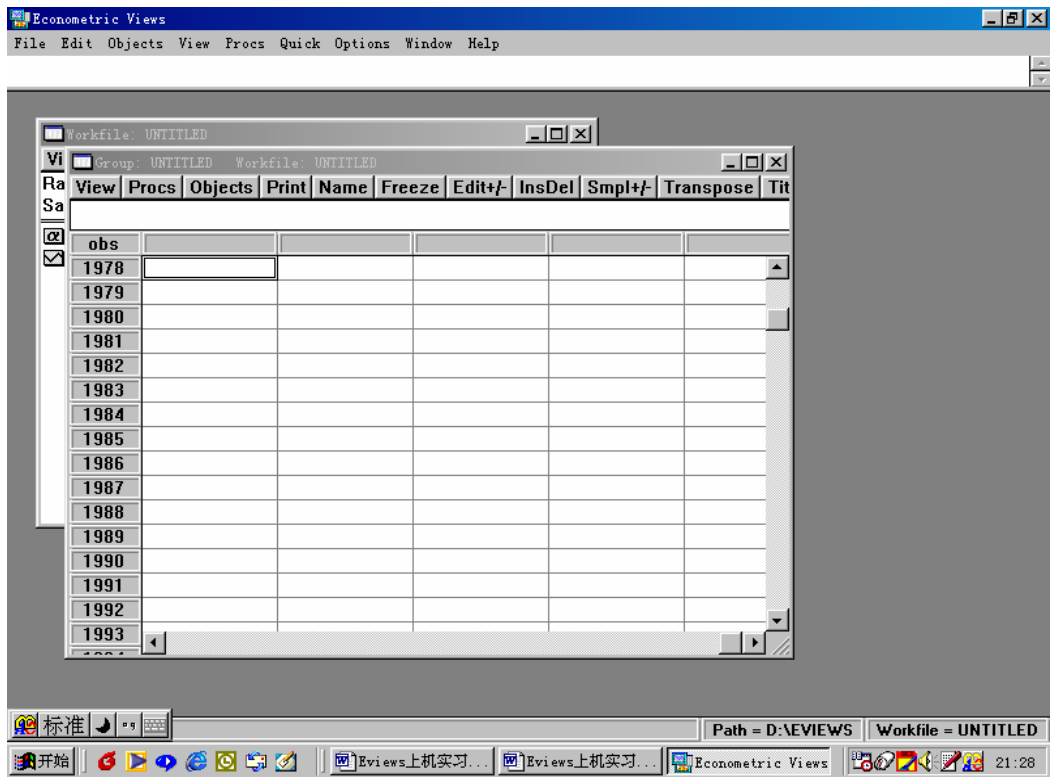 Econometric Views
File Edit Objects View Procs Quick Options Window Help
Workfile: UNTITLED
Vi
Group: UNTITLED Workfile: UNTITLED
Ra
View Procs Objects Print Name Freeze Edit+/- InsDel Smpl+/- Transpose Tit
Sa
obs
1978
1979
1980
1981
1982
1983
1984
1985
1986
1987
1988
1989
1990
1991
1992
1993
标准
Path = D:\EVIEWS Workfile = UNTITLED
开始 Eviews上机实习... Eviews上机实习... Econometric Views 21:28